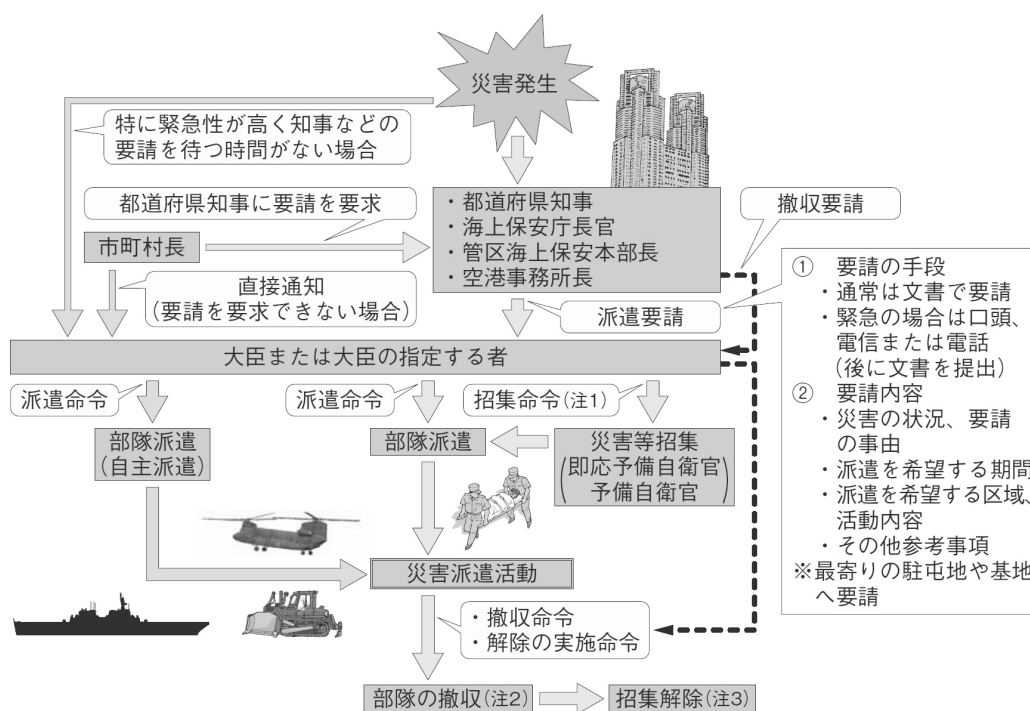 災害発生
特に緊急性が高く知事などの
要請を待つ時間がない場合
都道府県知事に要請を要求
市町村長
・都道府県知事
・海上保安庁長官
・管区海上保安本部長
・空港事務所長
撤収要請
直接通知
(要請を要求できない場合)
派遣要請
① 要請の手段
・通常は文書で要請
・緊急の場合は口頭、
電信または電話
(後に文書を提出)
② 要請内容
・災害の状況、要請
の事由
・派遣を希望する期間
・派遣を希望する区域、
活動内容
・その他参考事項
※最寄りの駐屯地や基地
へ要請
大臣または大臣の指定する者
派遣命令
派遣命令
招集命令(注1)
部隊派遣
(自主派遣)
部隊派遣
災害等招集
(即応予備自衛官
予備自衛官)
災害派遣活動
・撤収命令
・解除の実施命令
部隊の撤収(注2)
招集解除(注3)